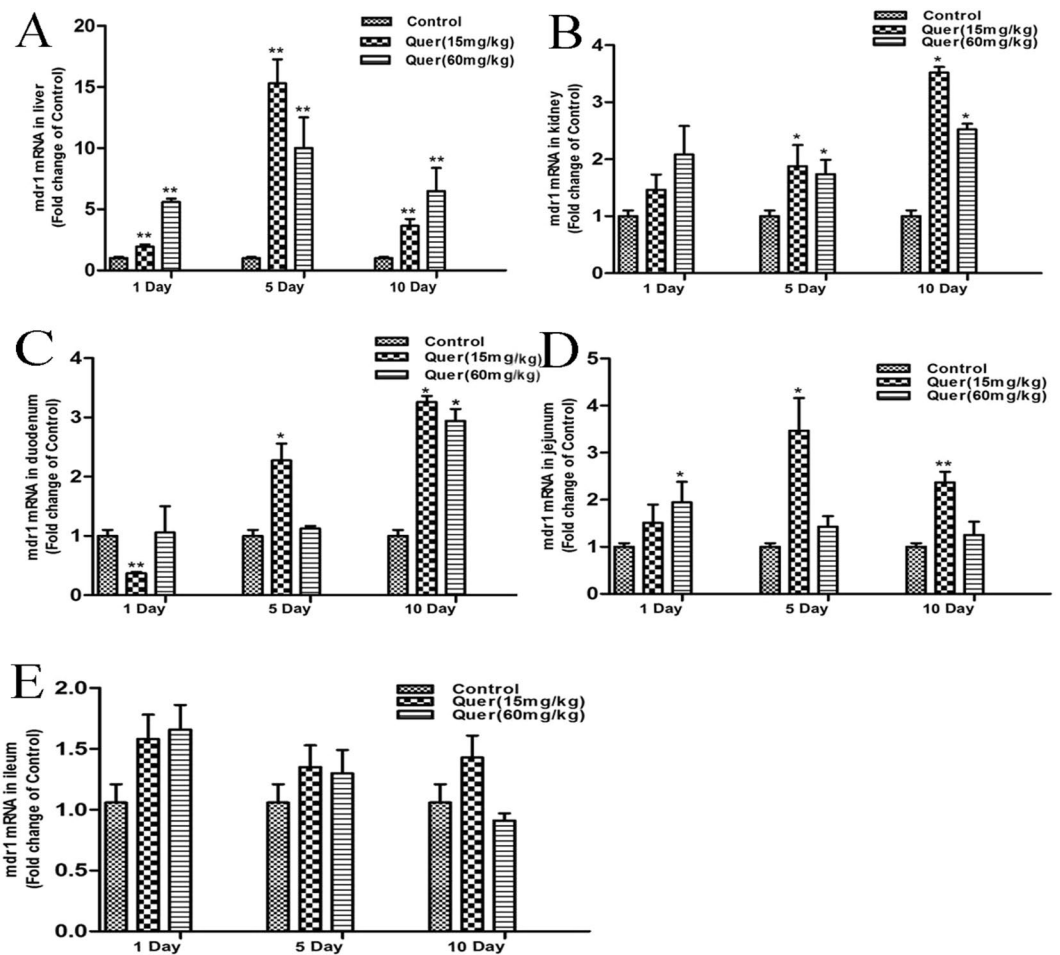 A
mdr1 mRNA in liver
(Fold change of Control)
20
15
10
5
0
Control
Quer(15mg/kg)
Quer(60mg/kg)
**
**
**
**
**
**
1 Day
5 Day
10 Day
B
mdr1 mRNA in kidney
(Fold change of Control)
4
3
2
1
0
Control
Quer(15mg/kg)
Quer(60mg/kg)
*
*
*
*
1 Day
5 Day
10 Day
C
mdr1 mRNA in duodenum
(Fold change of Control)
4
3
2
1
0
Control
Quer(15mg/kg)
Quer(60mg/kg)
**
*
*
*
1 Day
5 Day
10 Day
D
mdr1 mRNA in jejunum
(Fold change of Control)
5
4
3
2
1
0
Control
Quer(15mg/kg)
Quer(60mg/kg)
*
*
**
1 Day
5 Day
10 Day
E
mdr1 mRNA in ileum
(Fold change of Control)
2.0
1.5
1.0
0.5
0.0
Control
Quer(15mg/kg)
Quer(60mg/kg)
1 Day
5 Day
10 Day